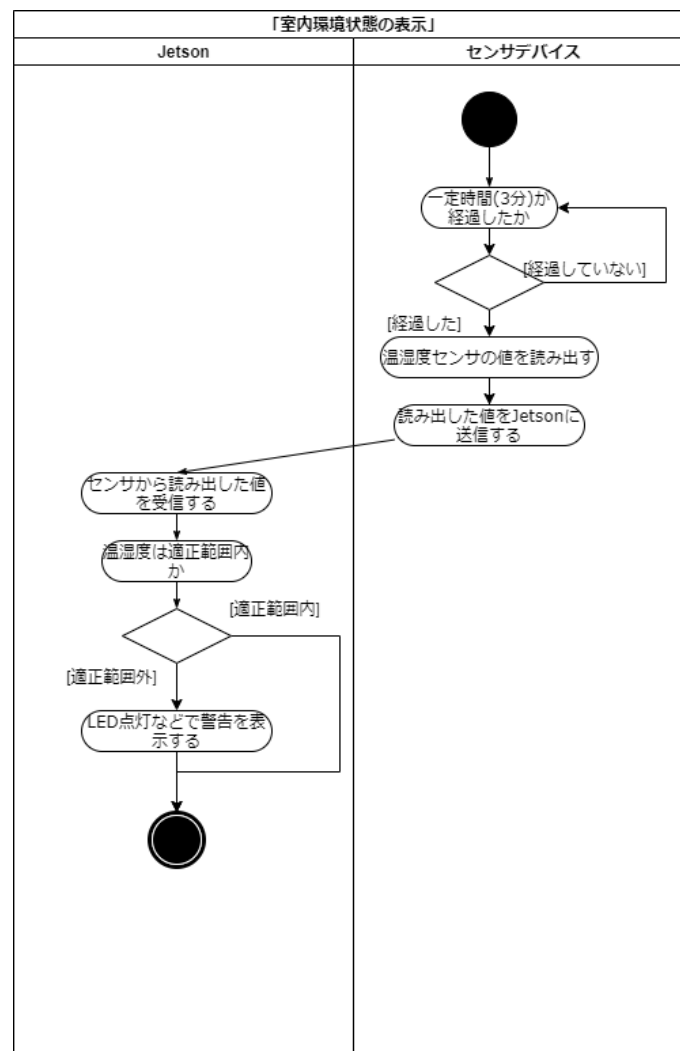 「室内環境状態の表示」
Jetson
センサデバイス
一定時間(3分)が
経過したか
[経過していない]
[経過した]
温湿度センサの値を読み出す
読み出した値をJetsonに
送信する
センサから読み出した値
を受信する
温湿度は適正範囲内
か
[適正範囲内]
[適正範囲外]
LED点灯などで警告を表
示する